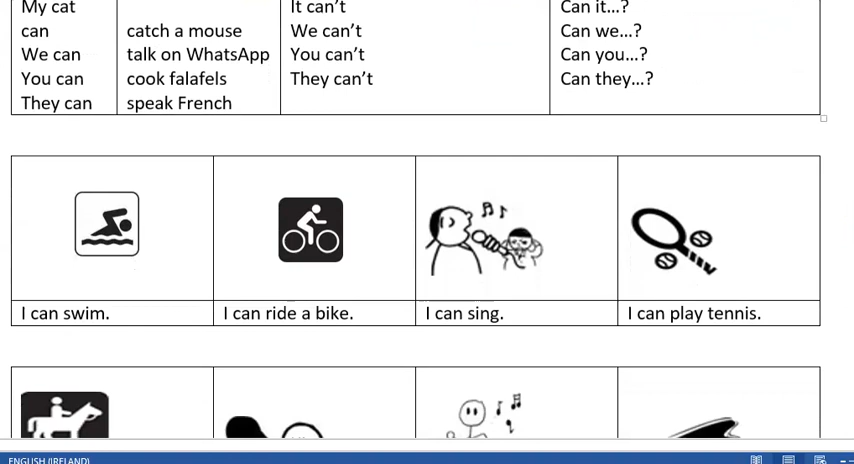 My cat
can
We can
You can
They can
catch a mouse
talk on WhatsApp
cook falafels
speak French
It can’t
We can’t
You can’t
They can’t
Can it…?
Can we…?
Can you…?
Can they…?
I can swim.
I can ride a bike.
I can sing.
I can play tennis.
ENGLISH (IRELAND)